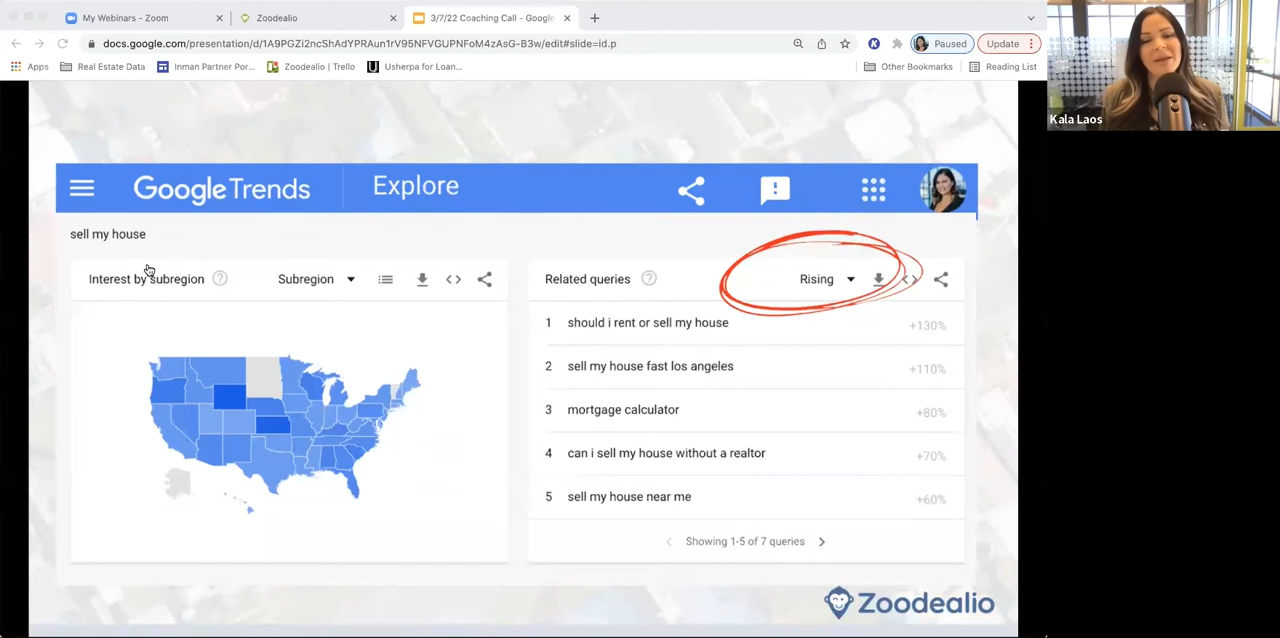 My Webinars - Zoom
Zoodealio
3/7/22 Coaching Call - Google
docs.google.com/presentation/d/1A9PGZi2ncShAdYPRAun1rV95NFVGUPNFoM4zAsG-B3w/edit#slide=id.p
Paused
Update
Apps
Real Estate Data
Inman Partner Por...
Zoodealio | Trello
Usherpa for Loan...
Other Bookmarks
Reading List
Kala Laos
Google Trends
Explore
sell my house
Interest by subregion
Subregion
Related queries
Rising
1 should i rent or sell my house +130%
2 sell my house fast los angeles +110%
3 mortgage calculator +80%
4 can i sell my house without a realtor +70%
5 sell my house near me +60%
Showing 1-5 of 7 queries
Zoodealio